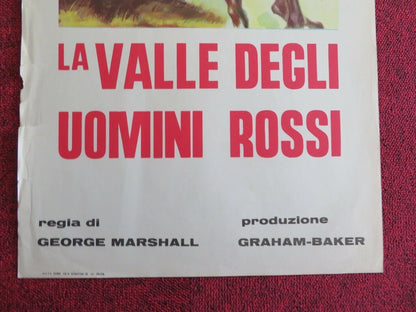 LA VALLE DEGLI
UOMINI ROSSI
regia di
GEORGE MARSHALL
produzione
GRAHAM-BAKER